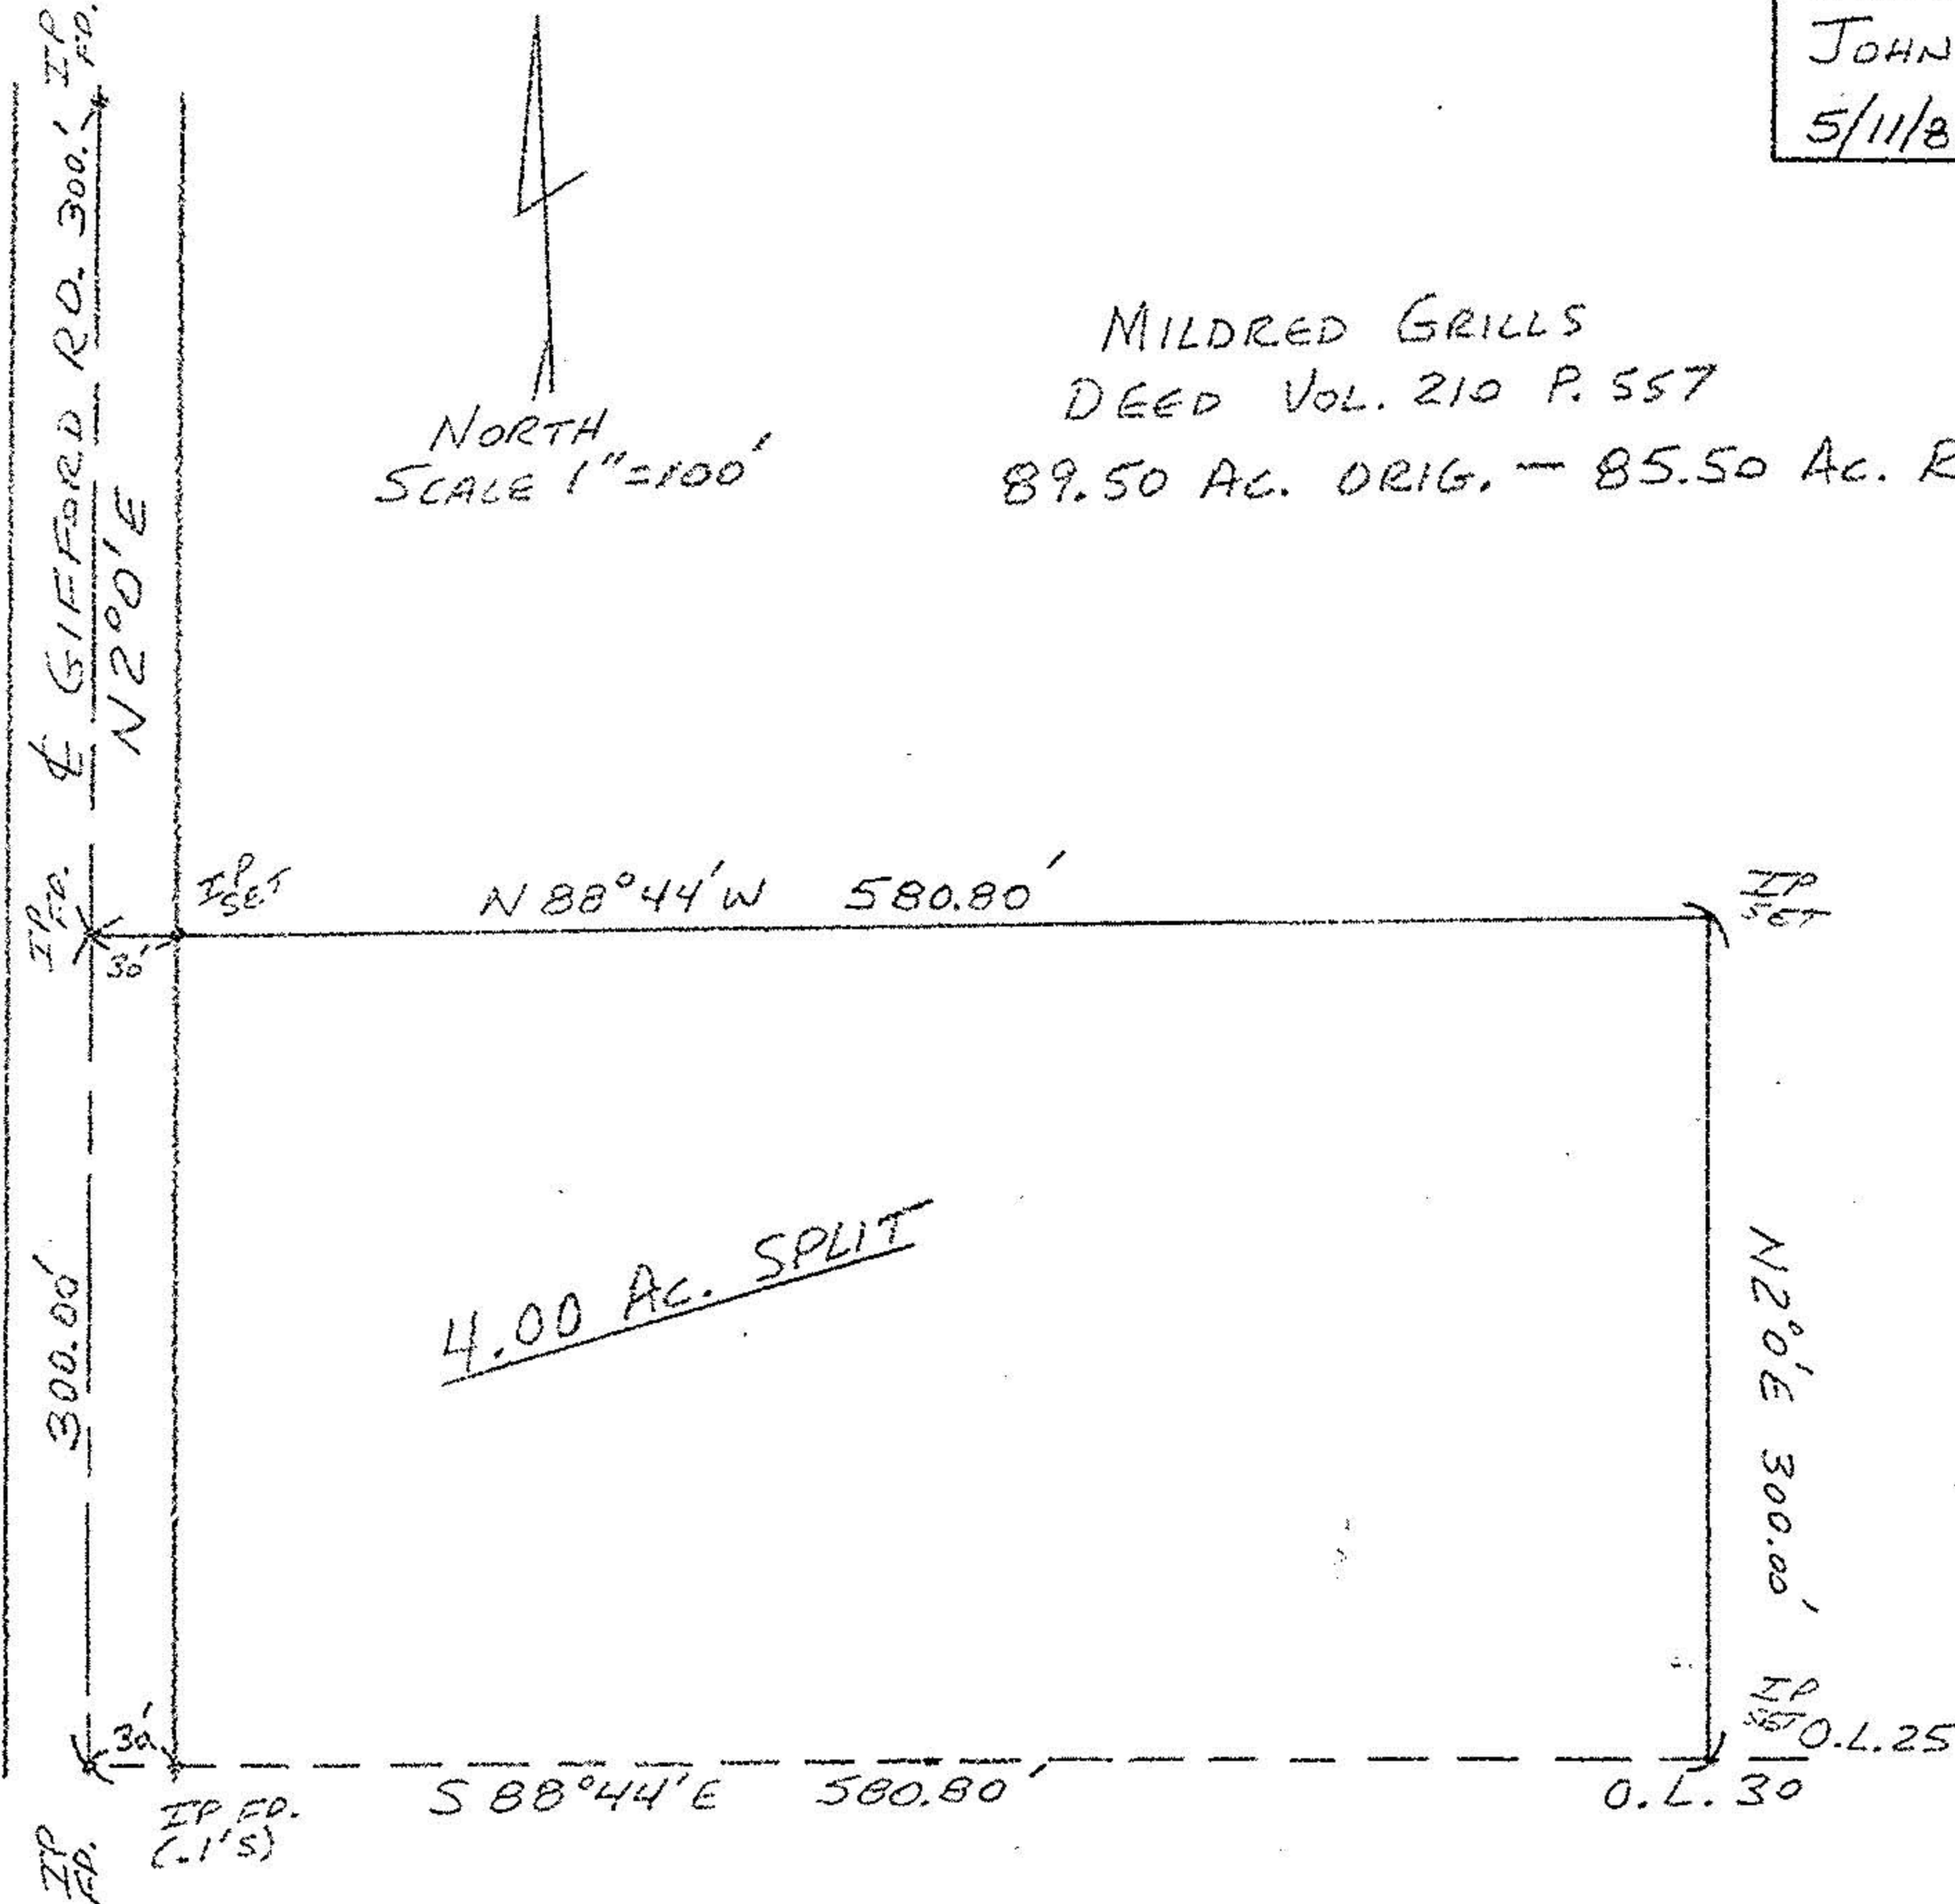 JOHN
5/11/8
IP FD.
℄ GIFFORD RD. 300.'
N2°0'E
NORTH
SCALE 1"=100'
MILDRED GRILLS
DEED VOL. 210 P. 557
89.50 AC. ORIG. — 85.50 AC. R
IP FD.
IP SET
N 88°44'W 580.80'
IP SET
30'
300.00'
4.00 AC. SPLIT
N2°0'E 300.00'
30'
IP SET
O.L.25
S 88°44'E 580.80'
O.L. 30
IP FD.
(.1'S)
IP FD.